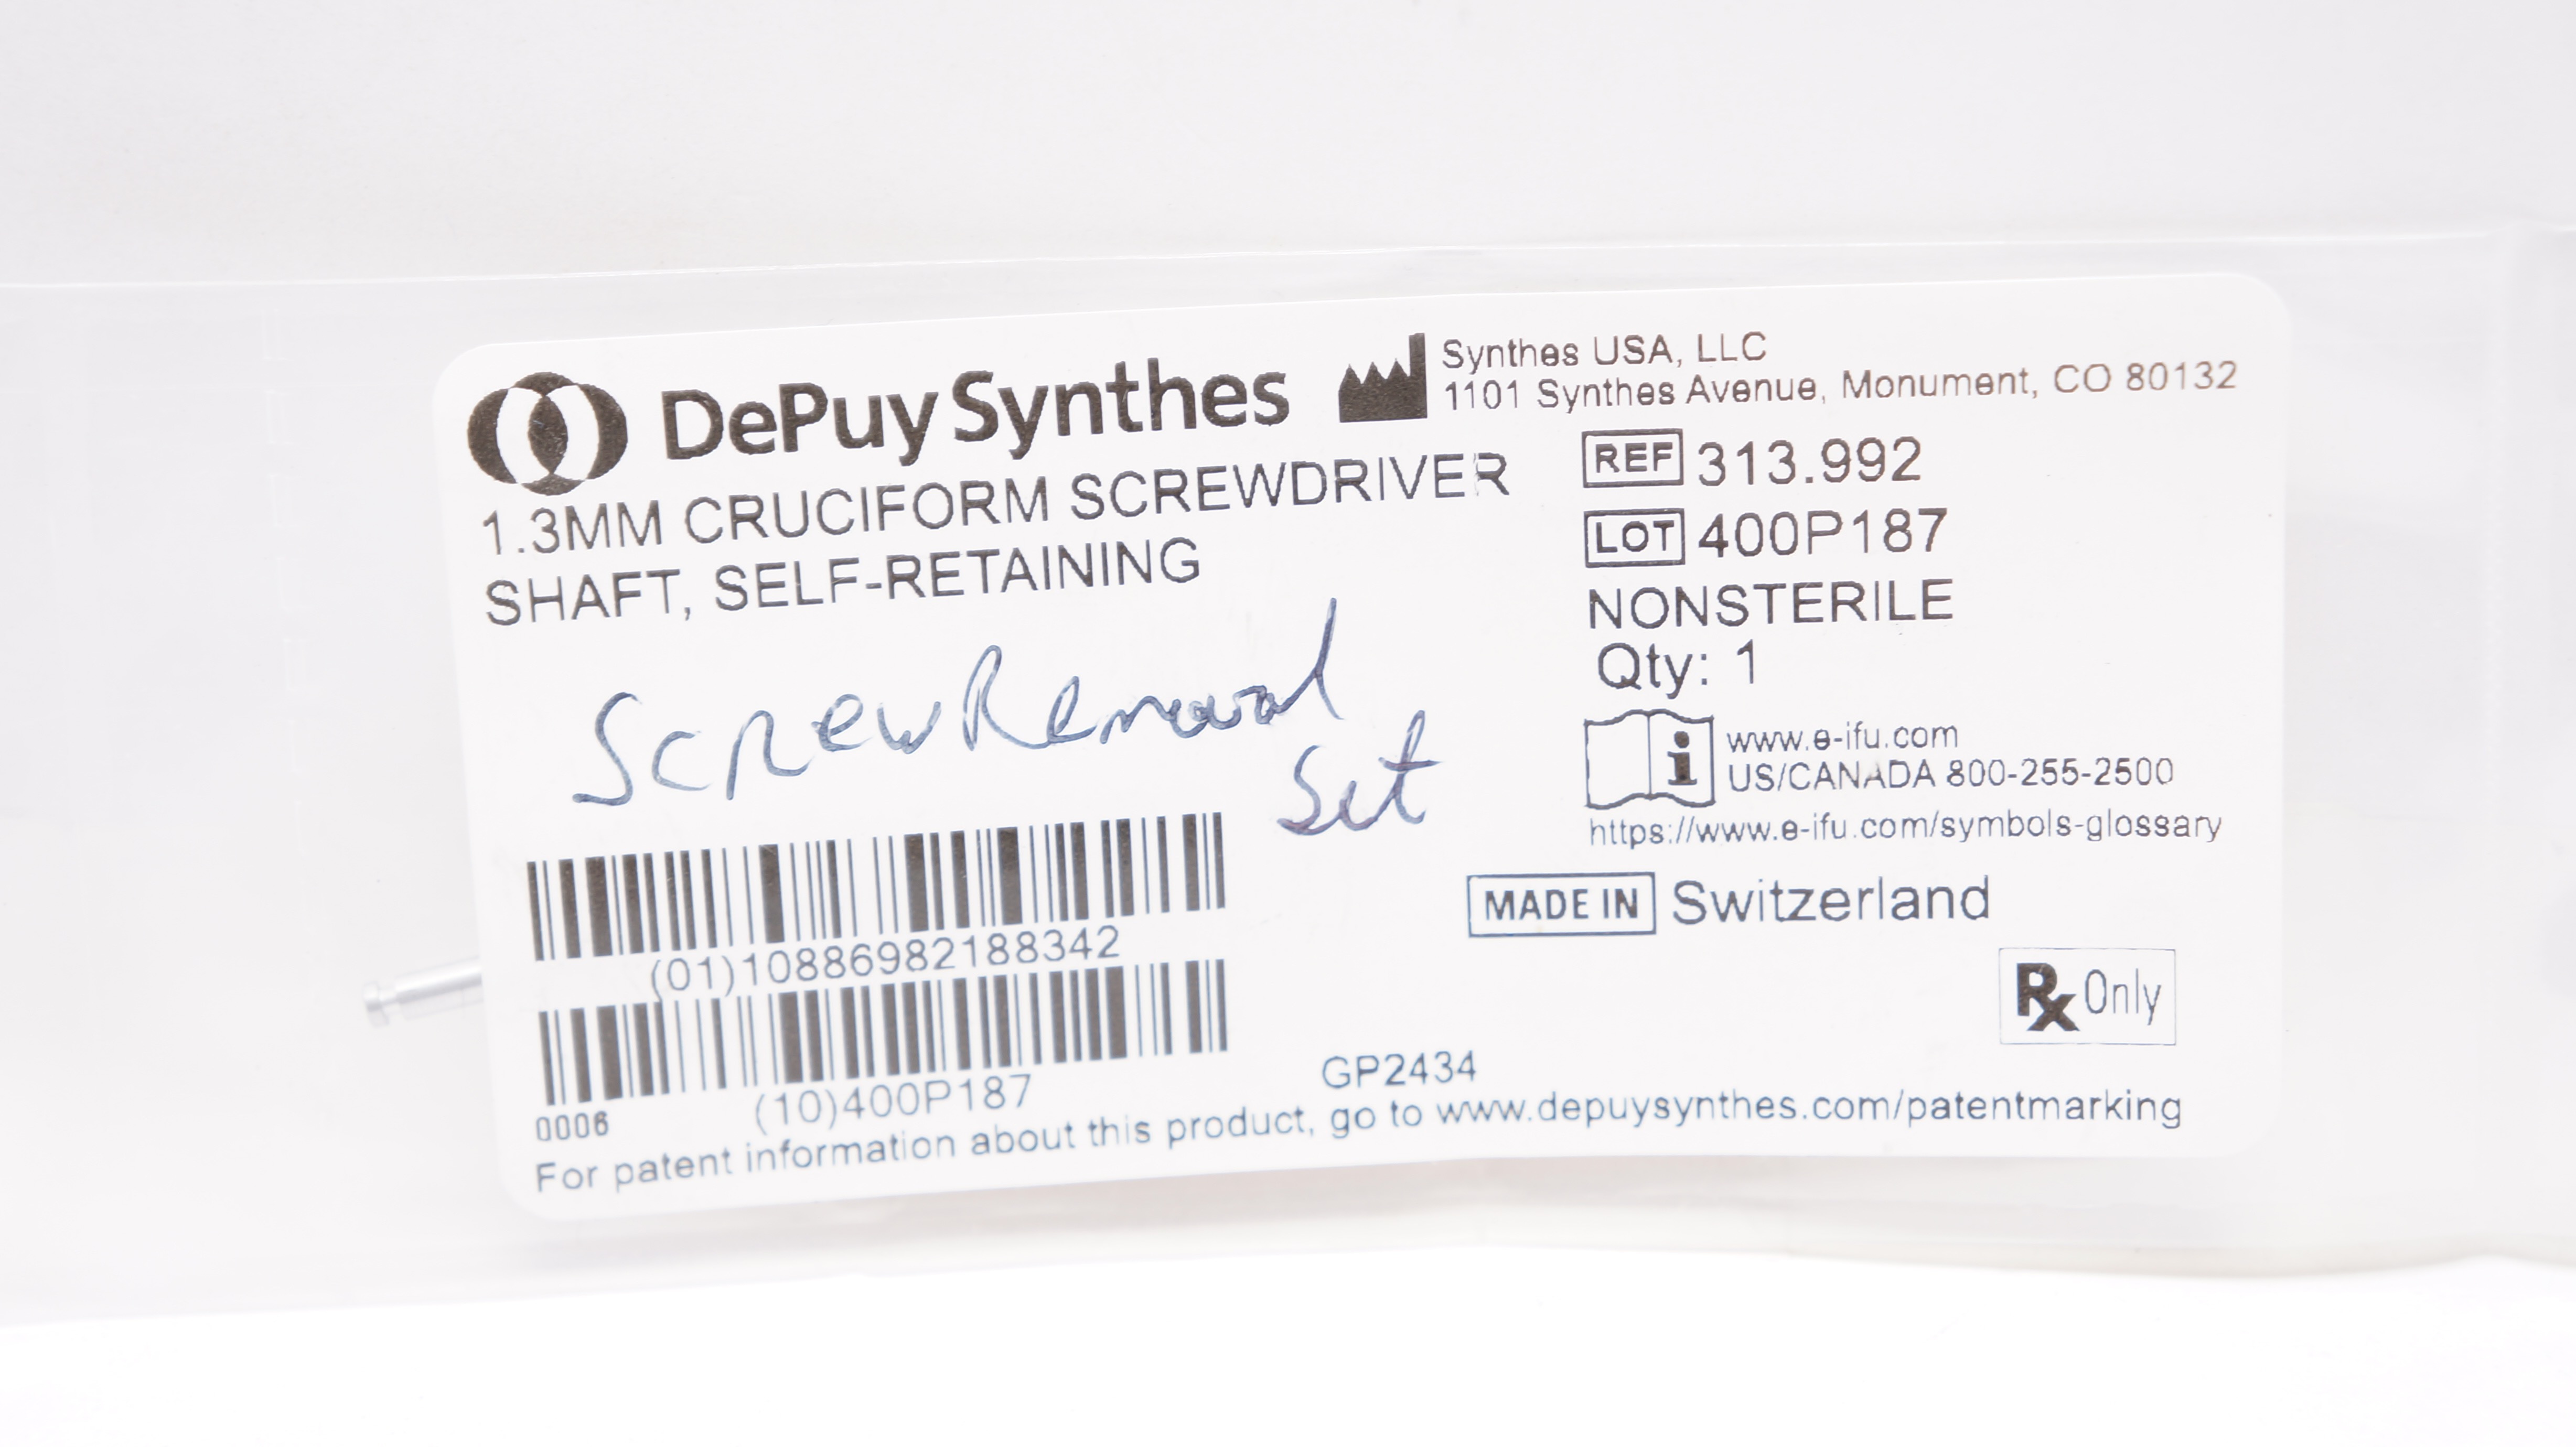 DePuy Synthes
Synthes USA, LLC
1101 Synthes Avenue, Monument, CO 80132
1.3MM CRUCIFORM SCREWDRIVER
SHAFT, SELF-RETAINING
REF 313.992
LOT 400P187
NONSTERILE
Qty: 1
Screw Removal
Set
i www.e-ifu.com
US/CANADA 800-255-2500
https://www.e-ifu.com/symbols-glossary
MADE IN Switzerland
(01)10886982188342
Rx Only
(10)400P187
0006
GP2434
For patent information about this product, go to www.depuysynthes.com/patentmarking